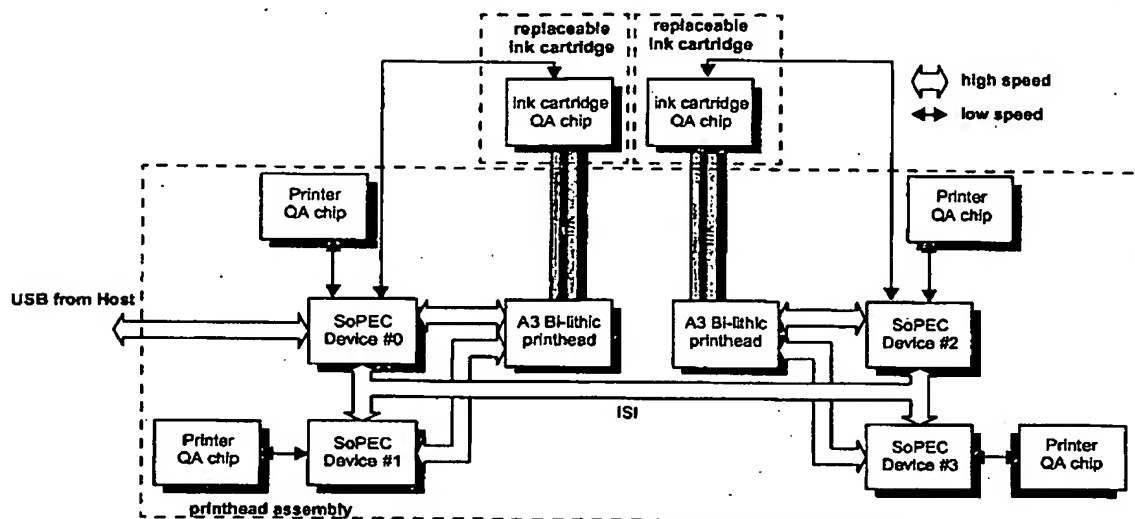 replaceable
ink cartridge
replaceable
ink cartridge
ink cartridge
QA chip
ink cartridge
QA chip
high speed
low speed
Printer
QA chip
Printer
QA chip
USB from Host
SoPEC
Device #0
A3 Bi-lithic
printhead
A3 Bi-lithic
printhead
SoPEC
Device #2
ISI
Printer
QA chip
SoPEC
Device #1
SoPEC
Device #3
Printer
QA chip
printhead assembly